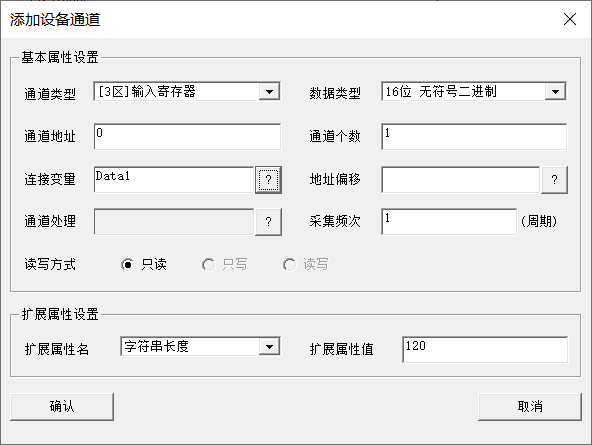 添加设备通道
基本属性设置
通道类型 [3区]输入寄存器 数据类型 16位 无符号二进制
通道地址 0 通道个数 1
连接变量 Data1 ? 地址偏移 ?
通道处理 ? 采集频次 1 (周期)
读写方式 只读 只写 读写
扩展属性设置
扩展属性名 字符串长度 扩展属性值 120
确认 取消